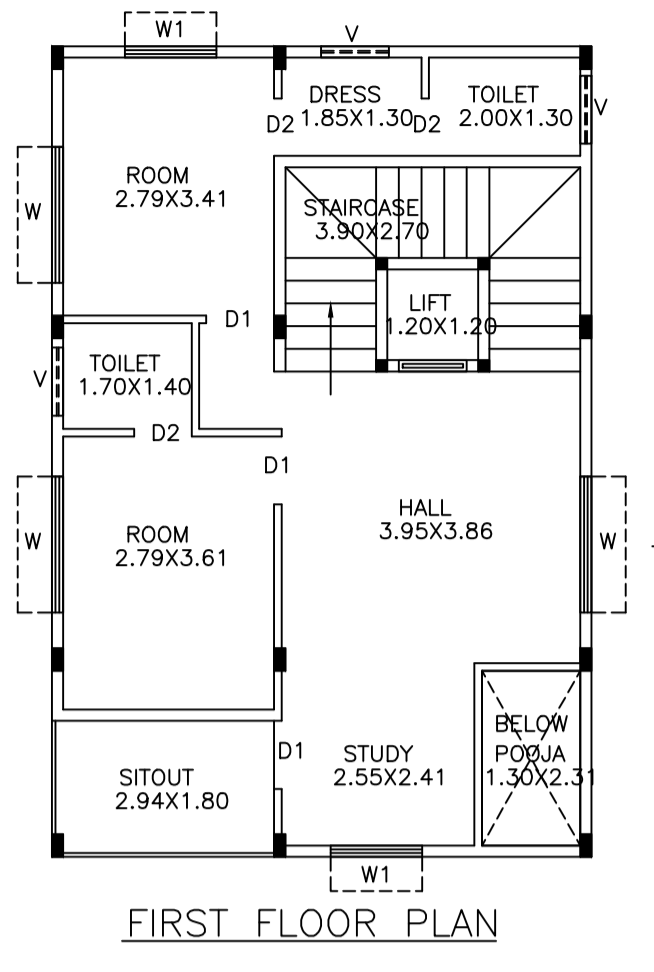 W1
V
DRESS
1.85X1.30
TOILET
2.00X1.30
V
D2
D2
ROOM
2.79X3.41
W
STAIRCASE
3.90X2.70
LIFT
1.20X1.20
D1
TOILET
1.70X1.40
V
D2
D1
HALL
3.95X3.86
ROOM
2.79X3.61
W
W
BELOW
POOJA
1.30X2.31
D1
STUDY
2.55X2.41
SITOUT
2.94X1.80
W1
FIRST FLOOR PLAN